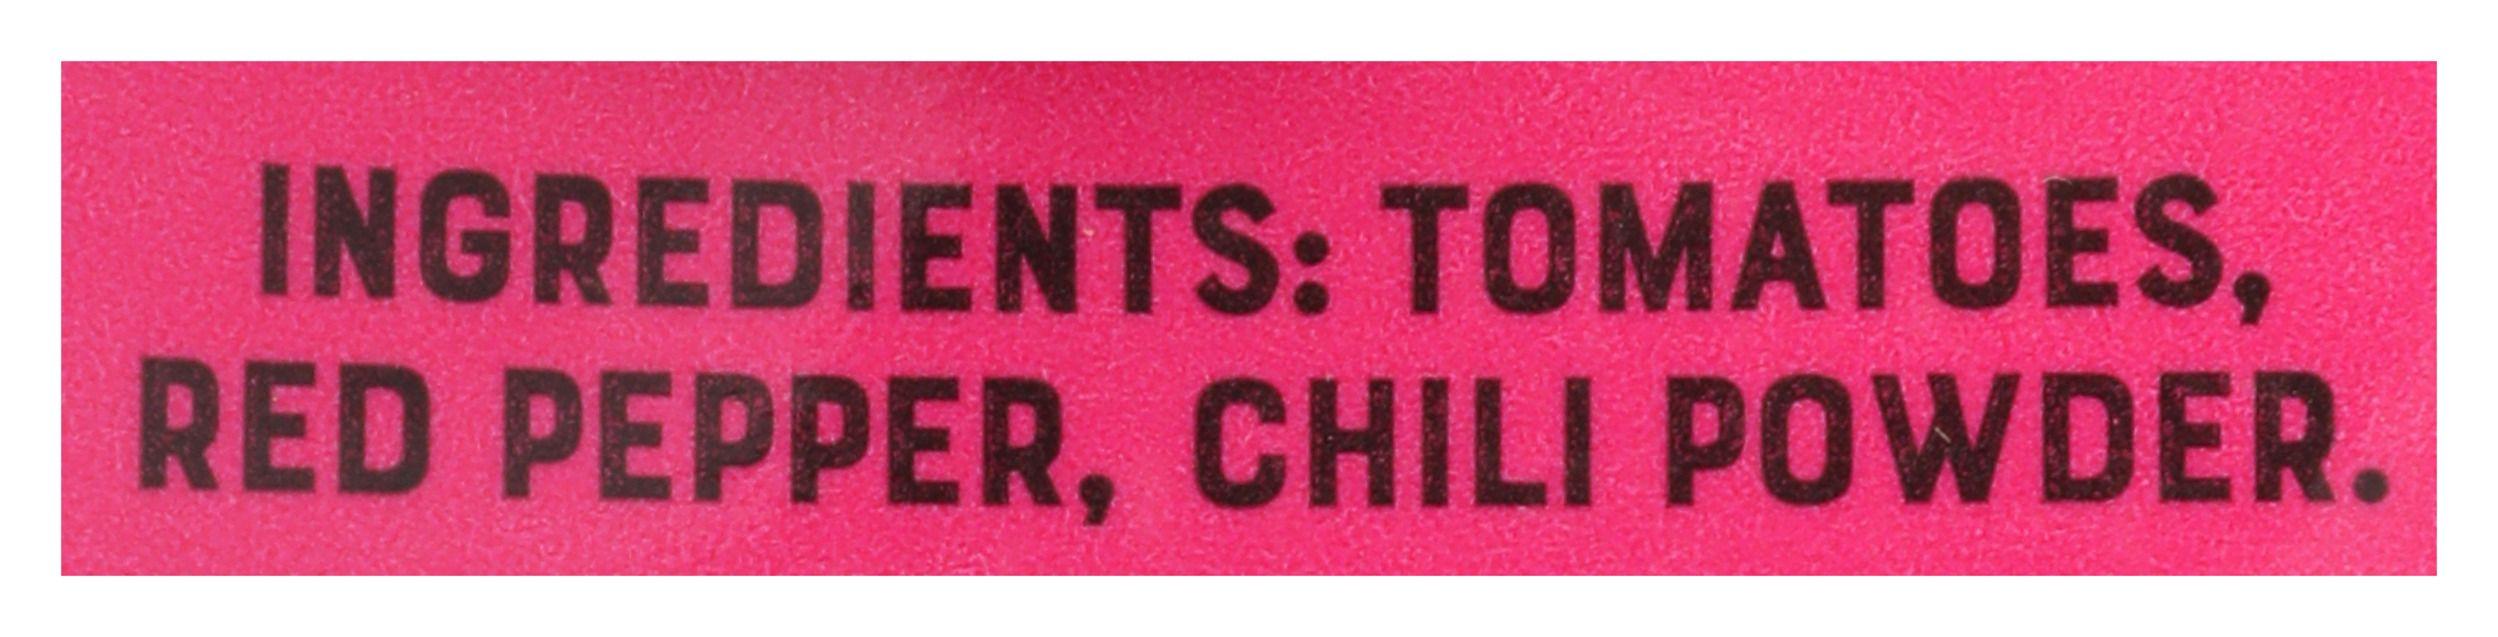 INGREDIENTS: TOMATOES,
RED PEPPER, CHILI POWDER.